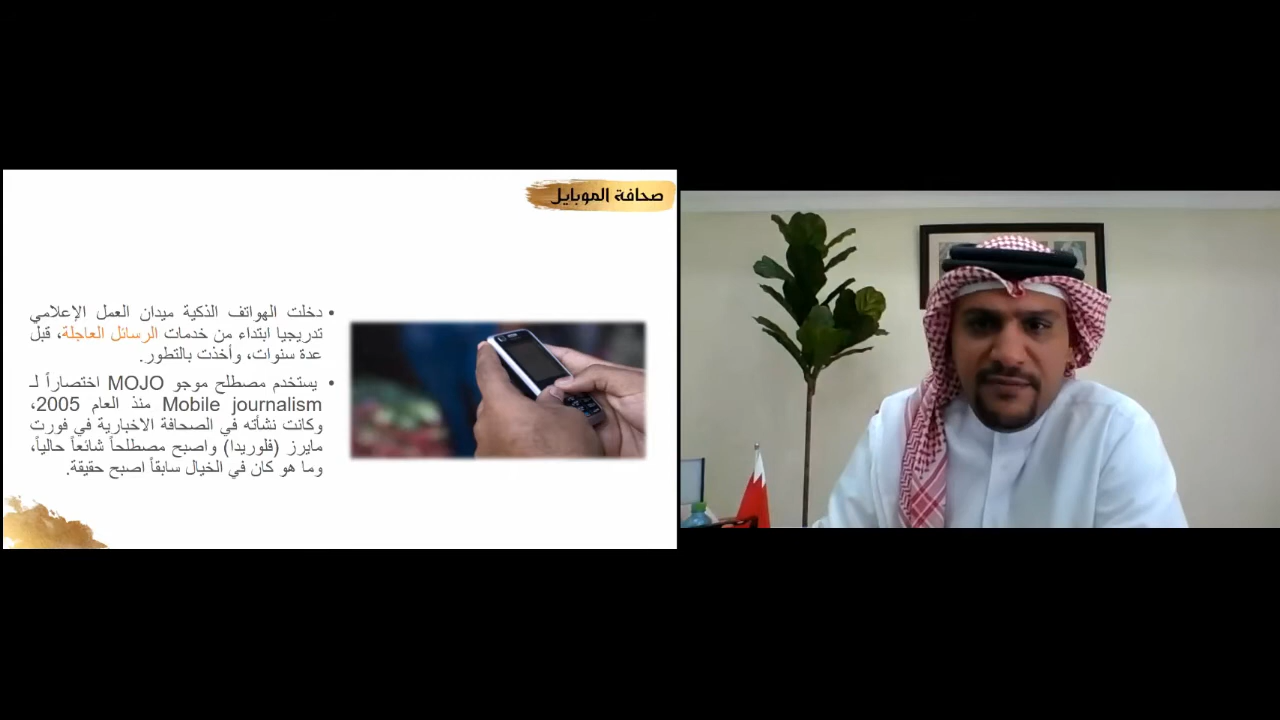 صحافة الموبايل
• دخلت الهواتف الذكية ميدان العمل الإعلامي
تدريجيا ابتداء من خدمات الرسائل العاجلة، قبل
عدة سنوات، وأخذت بالتطور.
• يستخدم مصطلح موجو MOJO اختصاراً لـ
Mobile journalism منذ العام 2005،
وكانت نشأته في الصحافة الاخبارية في فورت
مايرز (فلوريدا) واصبح مصطلحاً شائعاً حالياً،
وما هو كان في الخيال سابقاً اصبح حقيقة.